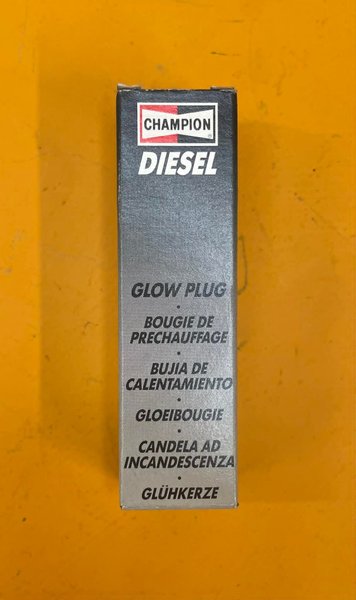 CHAMPION
DIESEL
GLOW PLUG
•
BOUGIE DE
PRECHAUFFAGE
•
BUJIA DE
CALENTAMIENTO
•
GLOEIBOUGIE
•
CANDELA AD
INCANDESCENZA
•
GLÜHKERZE